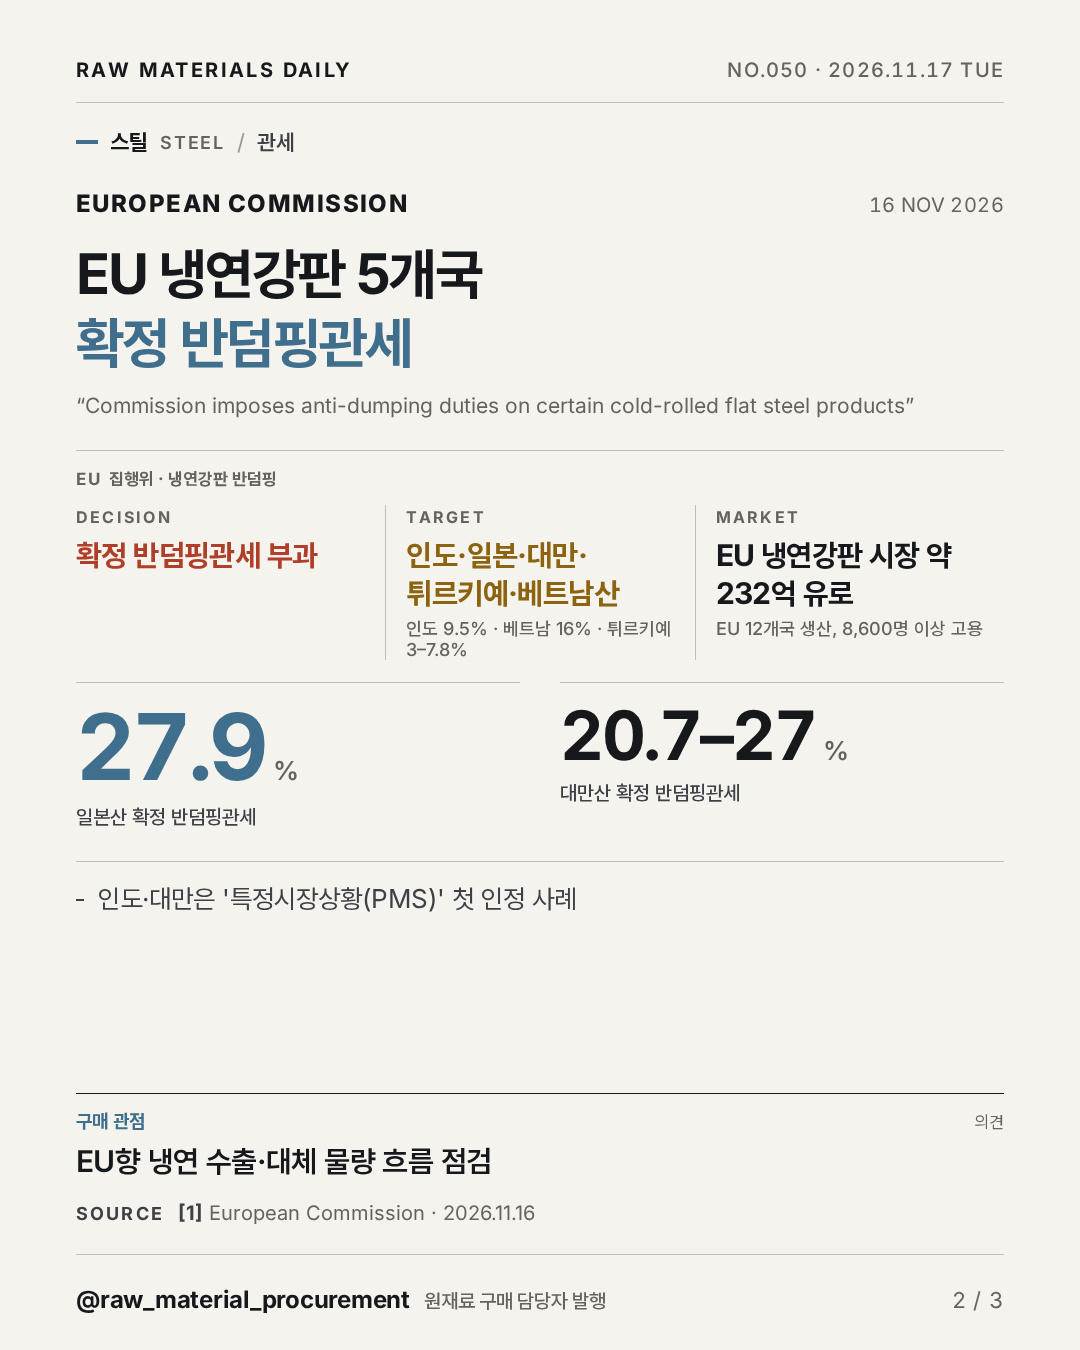 RAW MATERIALS DAILY
NO.050 · 2026.11.17 TUE
스틸 STEEL / 관세
EUROPEAN COMMISSION
16 NOV 2026
EU 냉연강판 5개국
확정 반덤핑관세
“Commission imposes anti-dumping duties on certain cold-rolled flat steel products”
EU 집행위 · 냉연강판 반덤핑
DECISION
확정 반덤핑관세 부과
TARGET
인도·일본·대만·
튀르키예·베트남산
인도 9.5% · 베트남 16% · 튀르키예
3–7.8%
MARKET
EU 냉연강판 시장 약
232억 유로
EU 12개국 생산, 8,600명 이상 고용
27.9 %
일본산 확정 반덤핑관세
20.7–27 %
대만산 확정 반덤핑관세
- 인도·대만은 '특정시장상황(PMS)' 첫 인정 사례
구매 관점
의견
EU향 냉연 수출·대체 물량 흐름 점검
SOURCE [1] European Commission · 2026.11.16
@raw_material_procurement 원재료 구매 담당자 발행
2 / 3